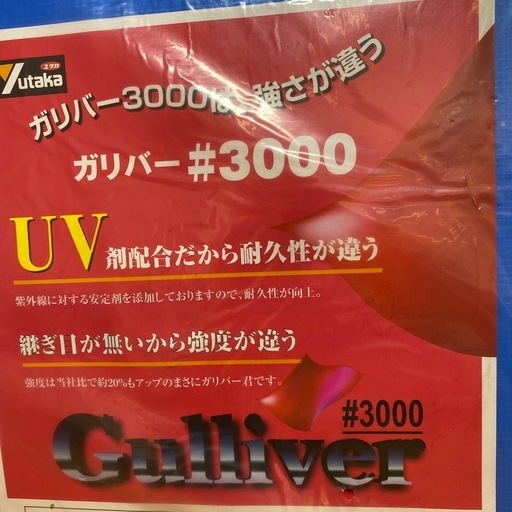 ユタカ
Yutaka
ガリバー3000は、強さが違う
ガリバー#3000
UV剤配合だから耐久性が違う
紫外線に対する安定剤を添加しておりますので、耐久性が向上。
継ぎ目が無いから強度が違う
強度は当社比で約20%もアップのまさにガリバー君です。
#3000
Gulliver